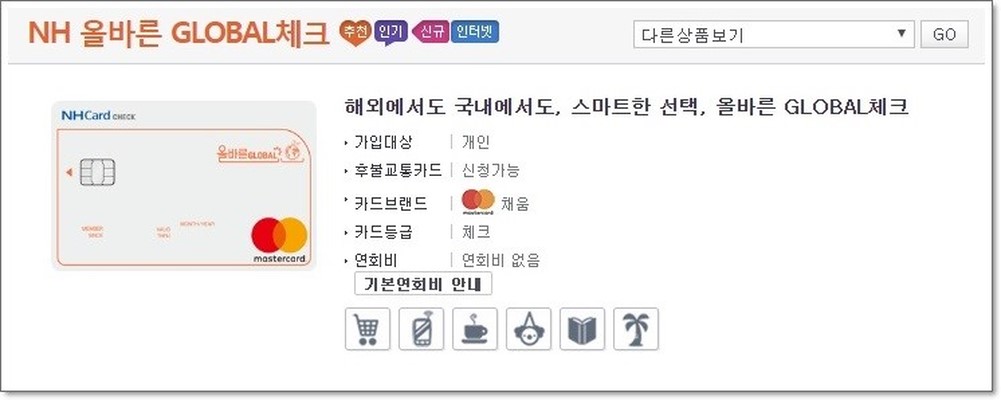 NH 올바른 GLOBAL체크 추천 인기 신규 인터넷
다른상품보기 GO
해외에서도 국내에서도, 스마트한 선택, 올바른 GLOBAL체크
가입대상 개인
후불교통카드 신청가능
카드브랜드 mastercard 채움
카드등급 체크
연회비 연회비 없음
기본연회비 안내
NHCard CHECK
올바른GLOBAL
MEMBER SINCE
VALID THRU
MONTH/YEAR
mastercard